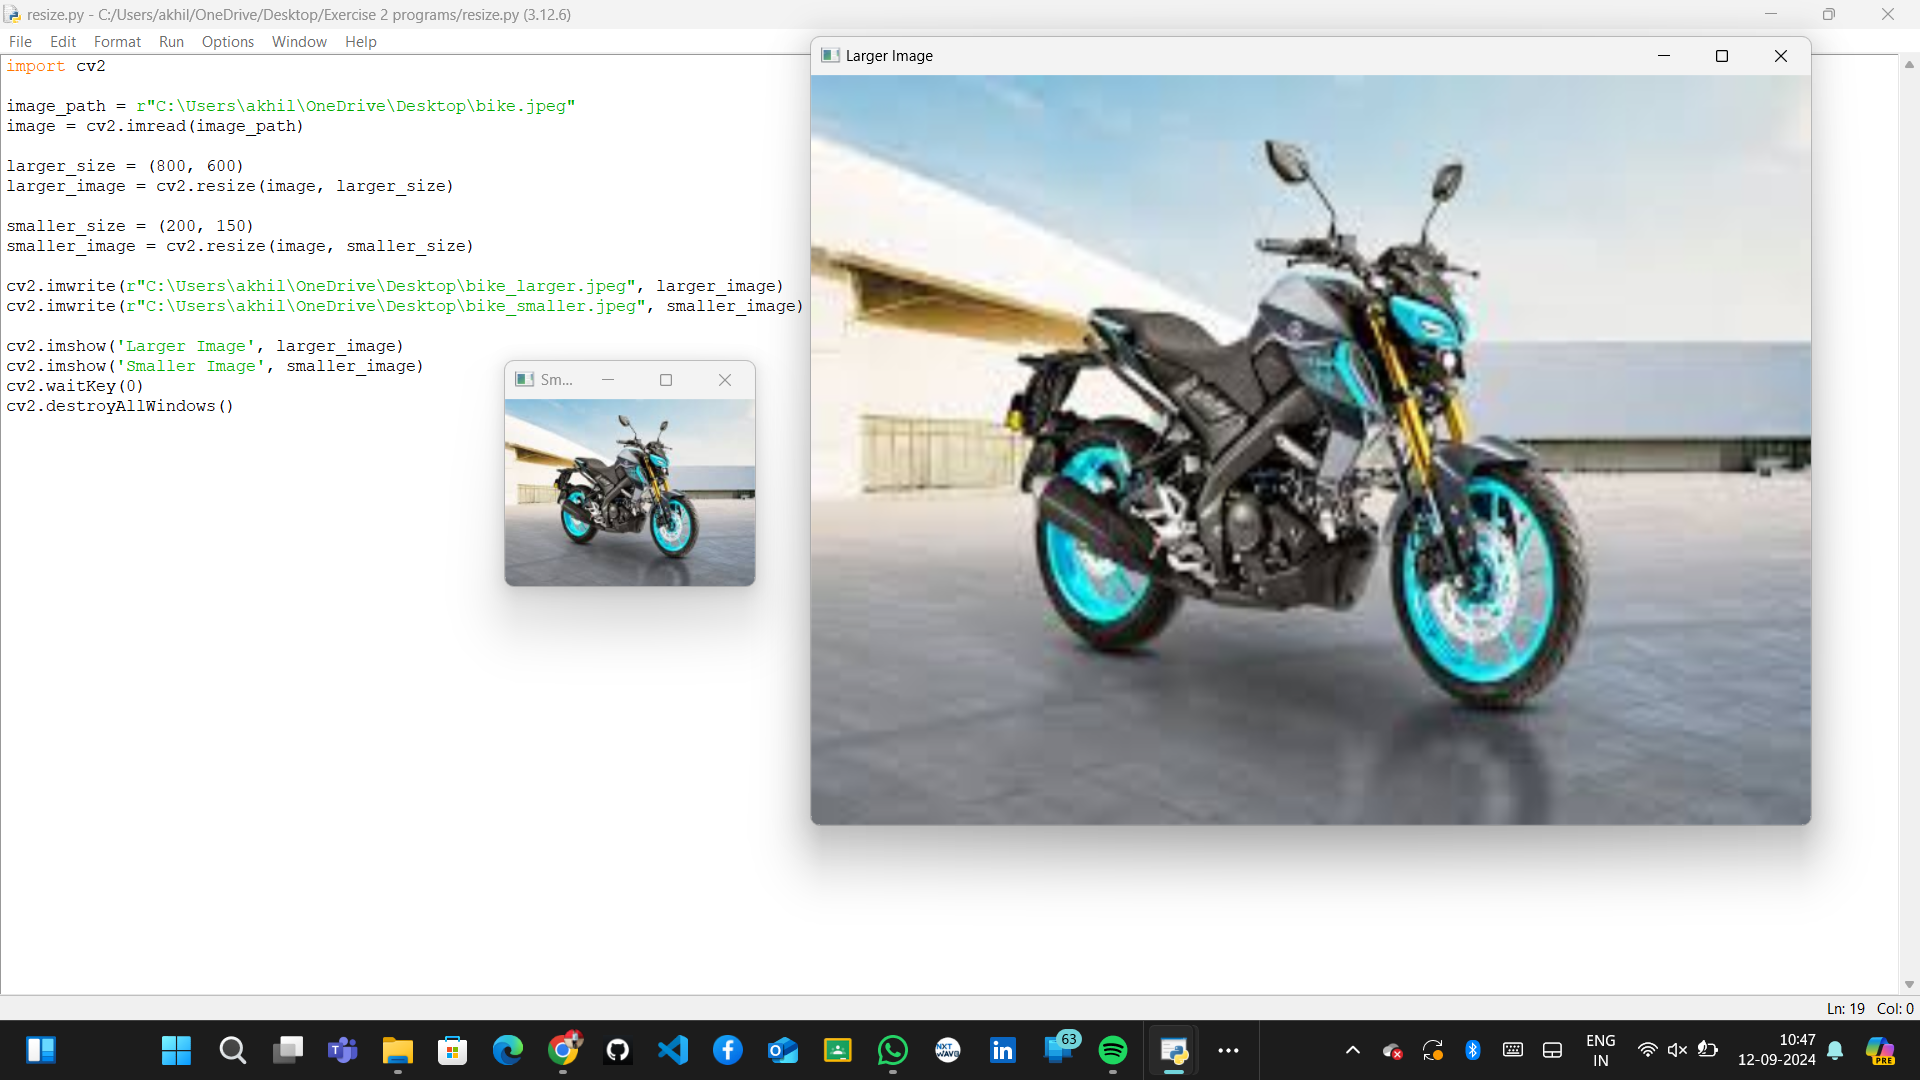 resize.py - C:/Users/akhil/OneDrive/Desktop/Exercise 2 programs/resize.py (3.12.6)
File Edit Format Run Options Window Help
import cv2
image_path = r"C:\Users\akhil\OneDrive\Desktop\bike.jpeg"
image = cv2.imread(image_path)
larger_size = (800, 600)
larger_image = cv2.resize(image, larger_size)
smaller_size = (200, 150)
smaller_image = cv2.resize(image, smaller_size)
cv2.imwrite(r"C:\Users\akhil\OneDrive\Desktop\bike_larger.jpeg", larger_image)
cv2.imwrite(r"C:\Users\akhil\OneDrive\Desktop\bike_smaller.jpeg", smaller_image)
cv2.imshow('Larger Image', larger_image)
cv2.imshow('Smaller Image', smaller_image)
cv2.waitKey(0)
cv2.destroyAllWindows()
Sm...
Larger Image
Ln: 19 Col: 0
NXT
WAVE
63
ENG
IN
10:47
12-09-2024
PRE